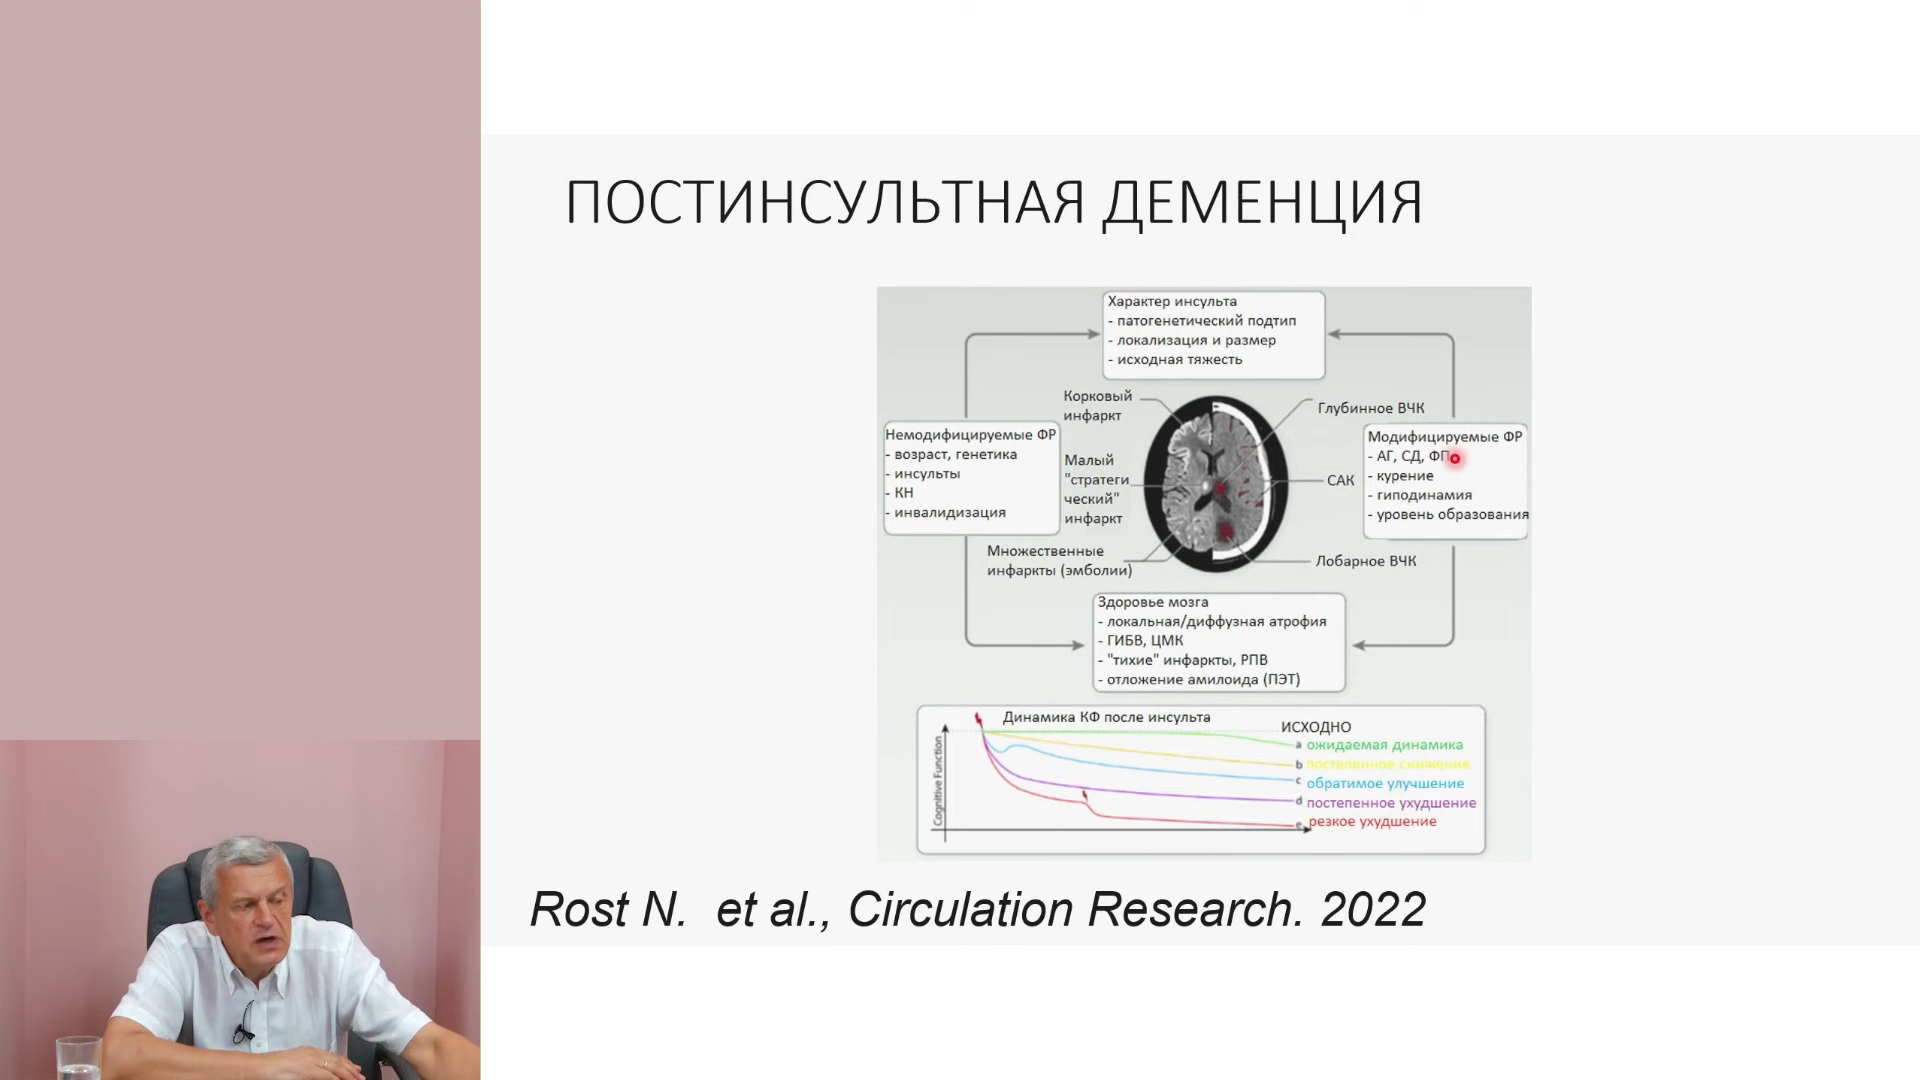 ПОСТИНСУЛЬТНАЯ ДЕМЕНЦИЯ
Характер инсульта
- патогенетический подтип
- локализация и размер
- исходная тяжесть
Корковый
инфаркт
Глубинное ВЧК
Немодифицируемые ФР
- возраст, генетика
- инсульты
- КН
- инвалидизация
Малый
"стратеги
ческий"
инфаркт
САК
Модифицируемые ФР
- АГ, СД, ФП
- курение
- гиподинамия
- уровень образования
Множественные
инфаркты (эмболии)
Лобарное ВЧК
Здоровье мозга
- локальная/диффузная атрофия
- ГИБВ, ЦМК
- "тихие" инфаркты, РПВ
- отложение амилоида (ПЭТ)
Динамика КФ после инсульта
ИСХОДНО
Cognitive Function
a ожидаемая динамика
b постепенное снижение
c обратимое улучшение
d постепенное ухудшение
e резкое ухудшение
Rost N. et al., Circulation Research. 2022